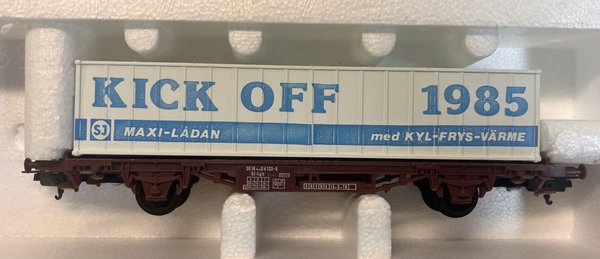 KICK OFF 1985
SJ MAXI-LÅDAN med KYL-FRYS-VÄRME